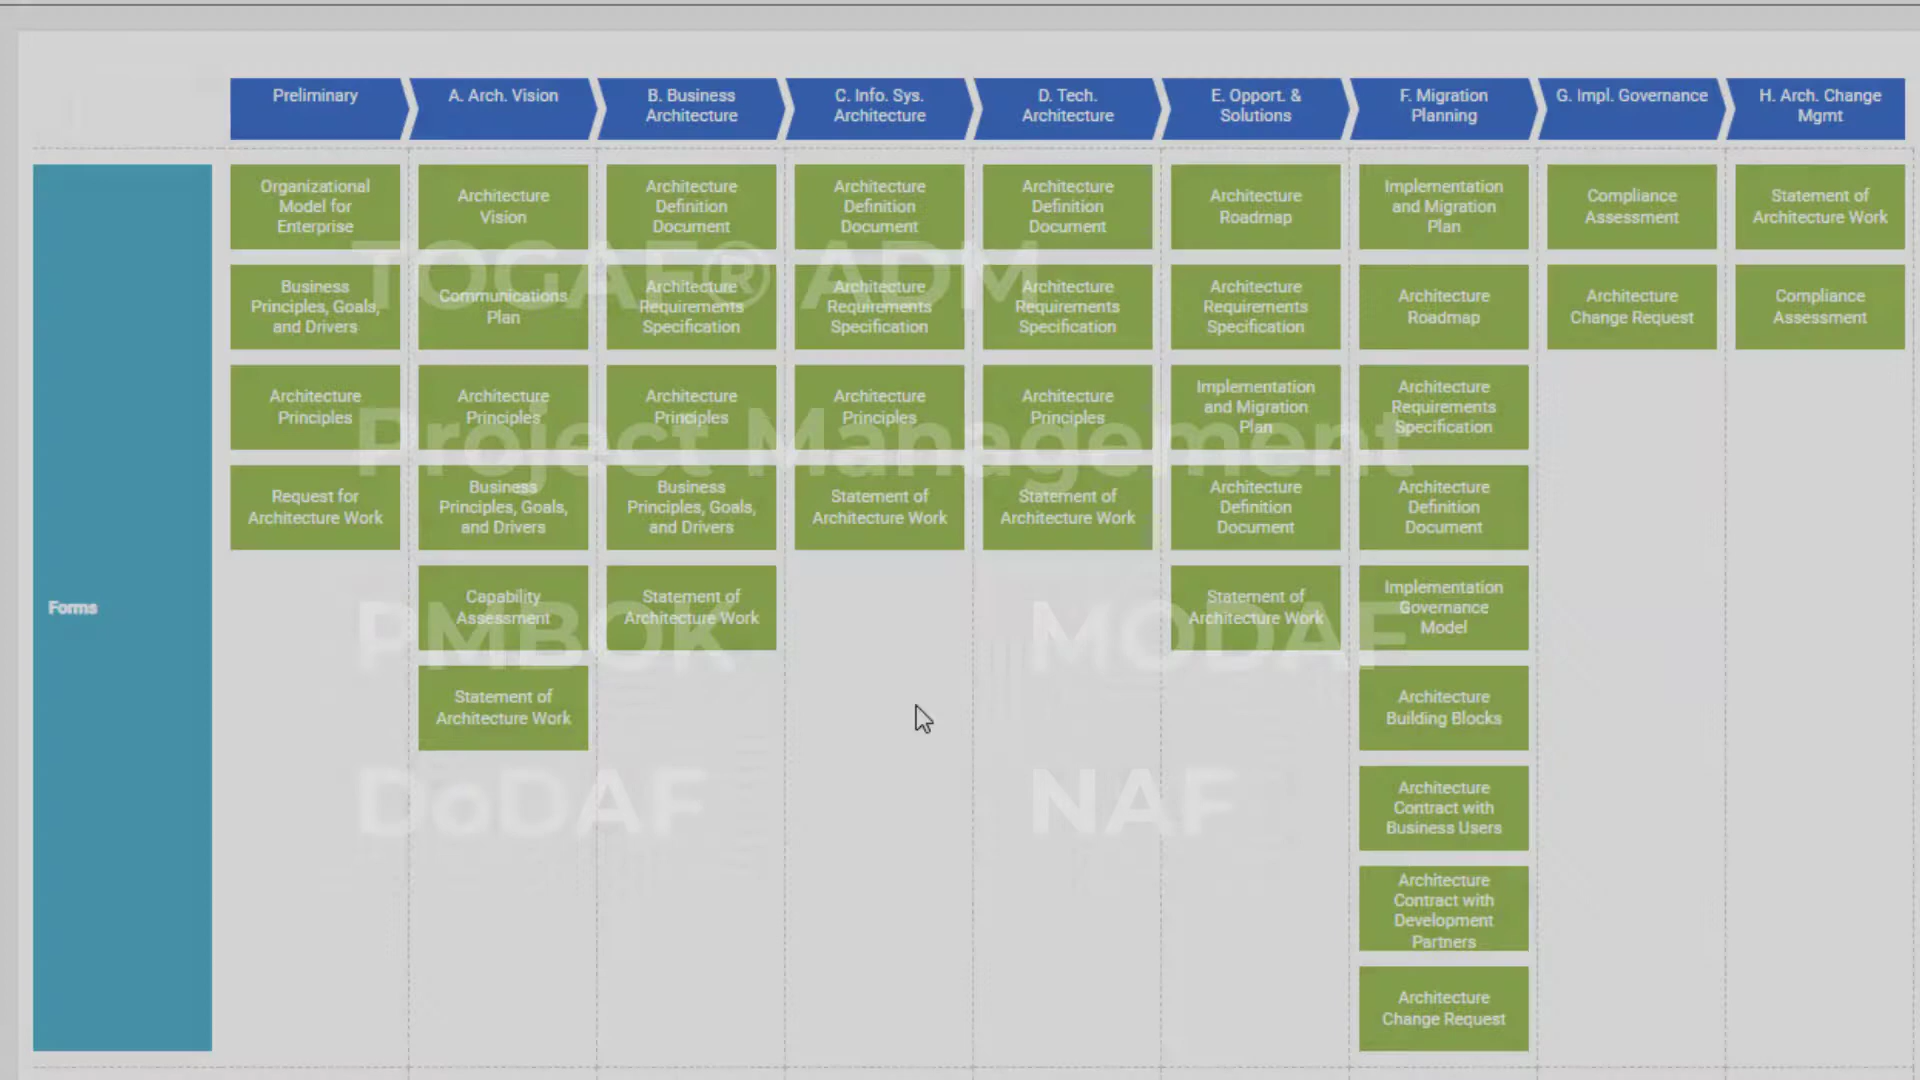 Preliminary
A. Arch. Vision
B. Business
Architecture
C. Info. Sys.
Architecture
D. Tech.
Architecture
E. Opport. &
Solutions
F. Migration
Planning
G. Impl. Governance
H. Arch. Change
Mgmt
Forms
Organizational
Model for
Enterprise
Business
Principles, Goals,
and Drivers
Architecture
Principles
Request for
Architecture Work
Architecture
Vision
Communications
Plan
Architecture
Principles
Business
Principles, Goals,
and Drivers
Capability
Assessment
Statement of
Architecture Work
Architecture
Definition
Document
Architecture
Requirements
Specification
Architecture
Principles
Business
Principles, Goals,
and Drivers
Statement of
Architecture Work
Architecture
Definition
Document
Architecture
Requirements
Specification
Architecture
Principles
Statement of
Architecture Work
Architecture
Definition
Document
Architecture
Requirements
Specification
Architecture
Principles
Statement of
Architecture Work
Architecture
Roadmap
Architecture
Requirements
Specification
Implementation
and Migration
Plan
Architecture
Definition
Document
Statement of
Architecture Work
Implementation
and Migration
Plan
Architecture
Roadmap
Architecture
Requirements
Specification
Architecture
Definition
Document
Implementation
Governance
Model
Architecture
Building Blocks
Architecture
Contract with
Business Users
Architecture
Contract with
Development
Partners
Architecture
Change Request
Compliance
Assessment
Architecture
Change Request
Statement of
Architecture Work
Compliance
Assessment
TOGAF® ADM
Project Management
PMBOK
MODAF
DoDAF
NAF